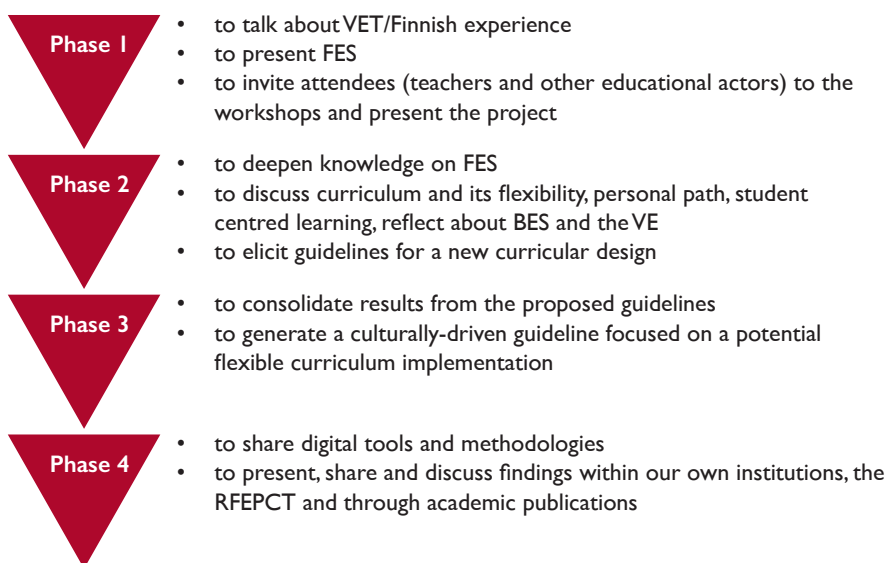 Phase 1
• to talk about VET/Finnish experience
• to present FES
• to invite attendees (teachers and other educational actors) to the
workshops and present the project
Phase 2
• to deepen knowledge on FES
• to discuss curriculum and its flexibility, personal path, student
centred learning, reflect about BES and the VE
• to elicit guidelines for a new curricular design
Phase 3
• to consolidate results from the proposed guidelines
• to generate a culturally-driven guideline focused on a potential
flexible curriculum implementation
Phase 4
• to share digital tools and methodologies
• to present, share and discuss findings within our own institutions, the
RFEPCT and through academic publications